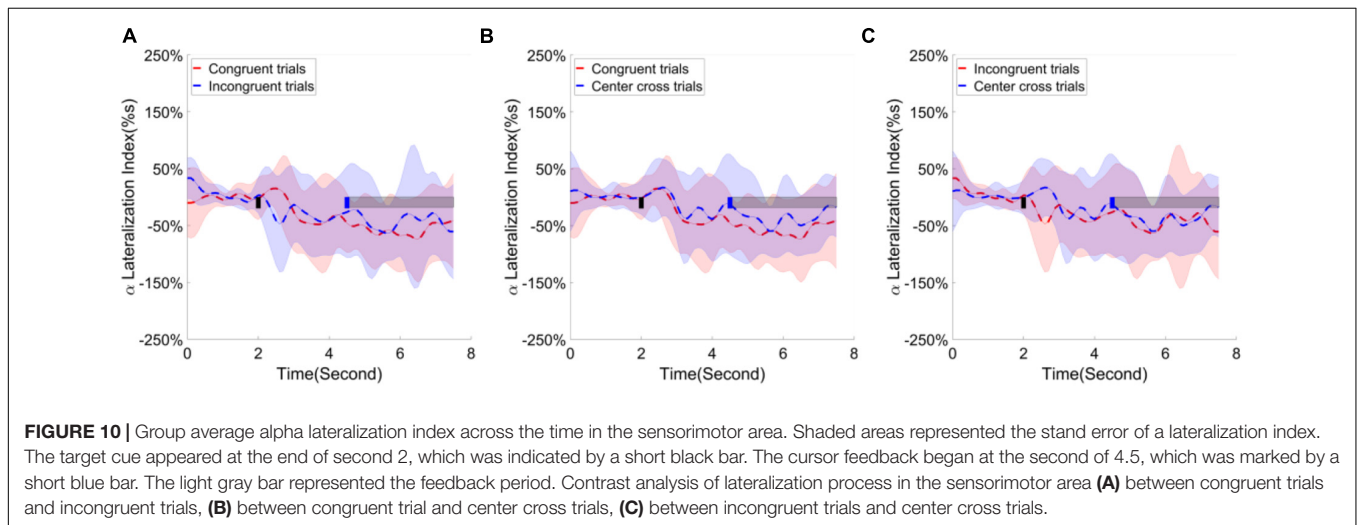 A
B
C
250%
150%
50%
-50%
-150%
-250%
α Lateralization Index(%s)
Congruent trials
Incongruent trials
0 2 4 6 8
Time(Second)
250%
150%
50%
-50%
-150%
-250%
α Lateralization Index(%s)
Congruent trials
Center cross trials
0 2 4 6 8
Time(Second)
250%
150%
50%
-50%
-150%
-250%
α Lateralization Index(%s)
Incongruent trials
Center cross trials
0 2 4 6 8
Time(Second)
FIGURE 10 | Group average alpha lateralization index across the time in the sensorimotor area. Shaded areas represented the stand error of a lateralization index.
The target cue appeared at the end of second 2, which was indicated by a short black bar. The cursor feedback began at the second of 4.5, which was marked by a
short blue bar. The light gray bar represented the feedback period. Contrast analysis of lateralization process in the sensorimotor area (A) between congruent trials
and incongruent trials, (B) between congruent trial and center cross trials, (C) between incongruent trials and center cross trials.